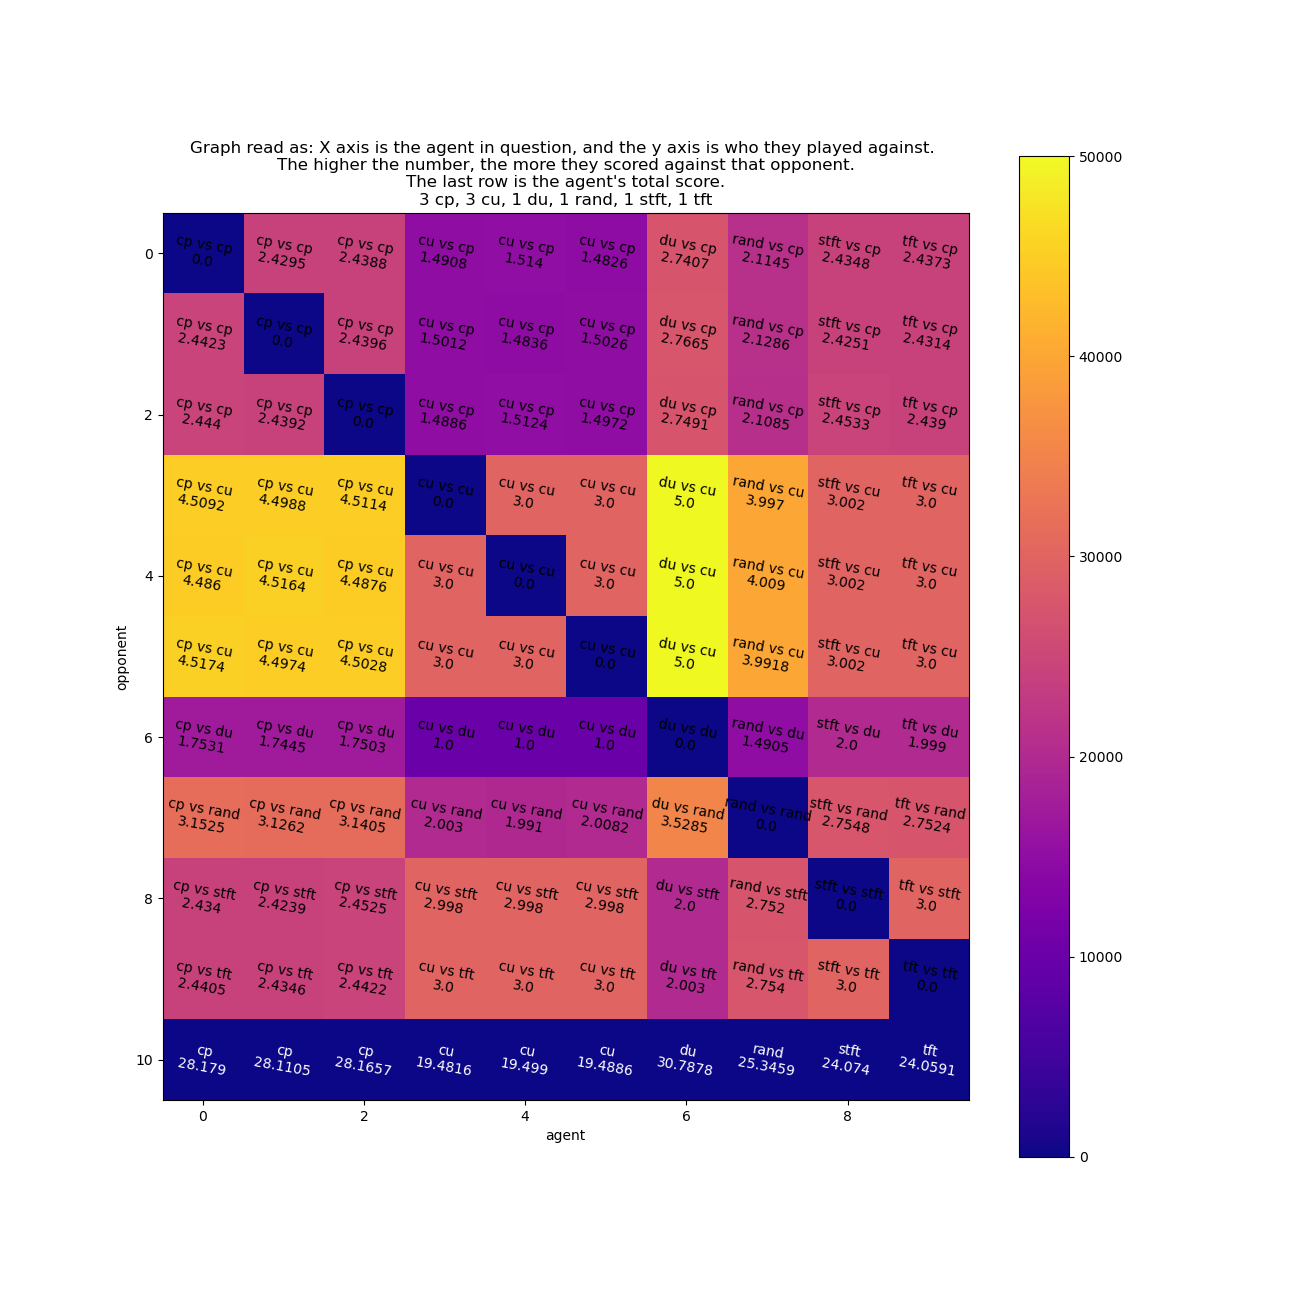 Graph read as: X axis is the agent in question, and the y axis is who they played against.
The higher the number, the more they scored against that opponent.
The last row is the agent's total score.
3 cp, 3 cu, 1 du, 1 rand, 1 stft, 1 tft
50000
40000
30000
20000
10000
0
opponent
0
cp vs cp cp vs cp cp vs cp cu vs cp cu vs cp cu vs cp du vs cp rand vs cp stft vs cp tft vs cp
0.0 2.4295 2.4388 1.4908 1.514 1.4826 2.7407 2.1145 2.4348 2.4373
cp vs cp cp vs cp cp vs cp cu vs cp cu vs cp cu vs cp du vs cp rand vs cp stft vs cp tft vs cp
2.4423 0.0 2.4396 1.5012 1.4836 1.5026 2.7665 2.1286 2.4251 2.4314
2
cp vs cp cp vs cp cp vs cp cu vs cp cu vs cp cu vs cp du vs cp rand vs cp stft vs cp tft vs cp
2.444 2.4392 0.0 1.4886 1.5124 1.4972 2.7491 2.1085 2.4533 2.439
cp vs cu cp vs cu cp vs cu cu vs cu cu vs cu cu vs cu du vs cu rand vs cu stft vs cu tft vs cu
4.5092 4.4988 4.5114 0.0 3.0 3.0 5.0 3.997 3.002 3.0
4
cp vs cu cp vs cu cp vs cu cu vs cu cu vs cu cu vs cu du vs cu rand vs cu stft vs cu tft vs cu
4.486 4.5164 4.4876 3.0 0.0 3.0 5.0 4.009 3.002 3.0
cp vs cu cp vs cu cp vs cu cu vs cu cu vs cu cu vs cu du vs cu rand vs cu stft vs cu tft vs cu
4.5174 4.4974 4.5028 3.0 3.0 0.0 5.0 3.9918 3.002 3.0
6
cp vs du cp vs du cp vs du cu vs du cu vs du cu vs du du vs du rand vs du stft vs du tft vs du
1.7531 1.7445 1.7503 1.0 1.0 1.0 0.0 1.4905 2.0 1.999
cp vs rand cp vs rand cp vs rand cu vs rand cu vs rand cu vs rand du vs rand rand vs rand stft vs rand tft vs rand
3.1525 3.1262 3.1405 2.003 1.991 2.0082 3.5285 0.0 2.7548 2.7524
8
cp vs stft cp vs stft cp vs stft cu vs stft cu vs stft cu vs stft du vs stft rand vs stft stft vs stft tft vs stft
2.434 2.4239 2.4525 2.998 2.998 2.998 2.0 2.752 0.0 3.0
cp vs tft cp vs tft cp vs tft cu vs tft cu vs tft cu vs tft du vs tft rand vs tft stft vs tft tft vs tft
2.4405 2.4346 2.4422 3.0 3.0 3.0 2.003 2.754 3.0 0.0
10
cp cp cp cu cu cu du rand stft tft
28.179 28.1105 28.1657 19.4816 19.499 19.4886 30.7878 25.3459 24.074 24.0591
0 2 4 6 8
agent